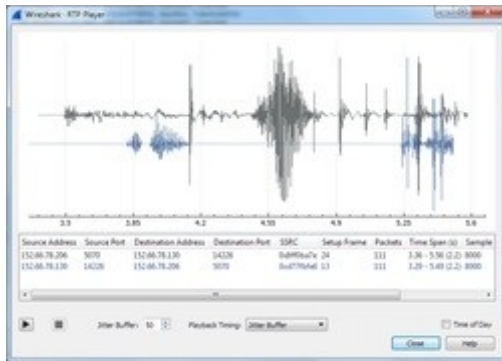 Wireshark - RTP Player
3.5 3.85 4.2 4.55 4.9 5.25 5.6
Source Address Source Port Destination Address Destination Port SSRC Setup Frame Packets Time Span (s) Sample
152.66.78.206 5070 152.66.78.130 14226 24 111 8000
152.66.78.130 14226 152.66.78.206 5070 13 111 8000
Jitter Buffer: 50 Playback Timing: Jitter Buffer Time of Day
Close Help